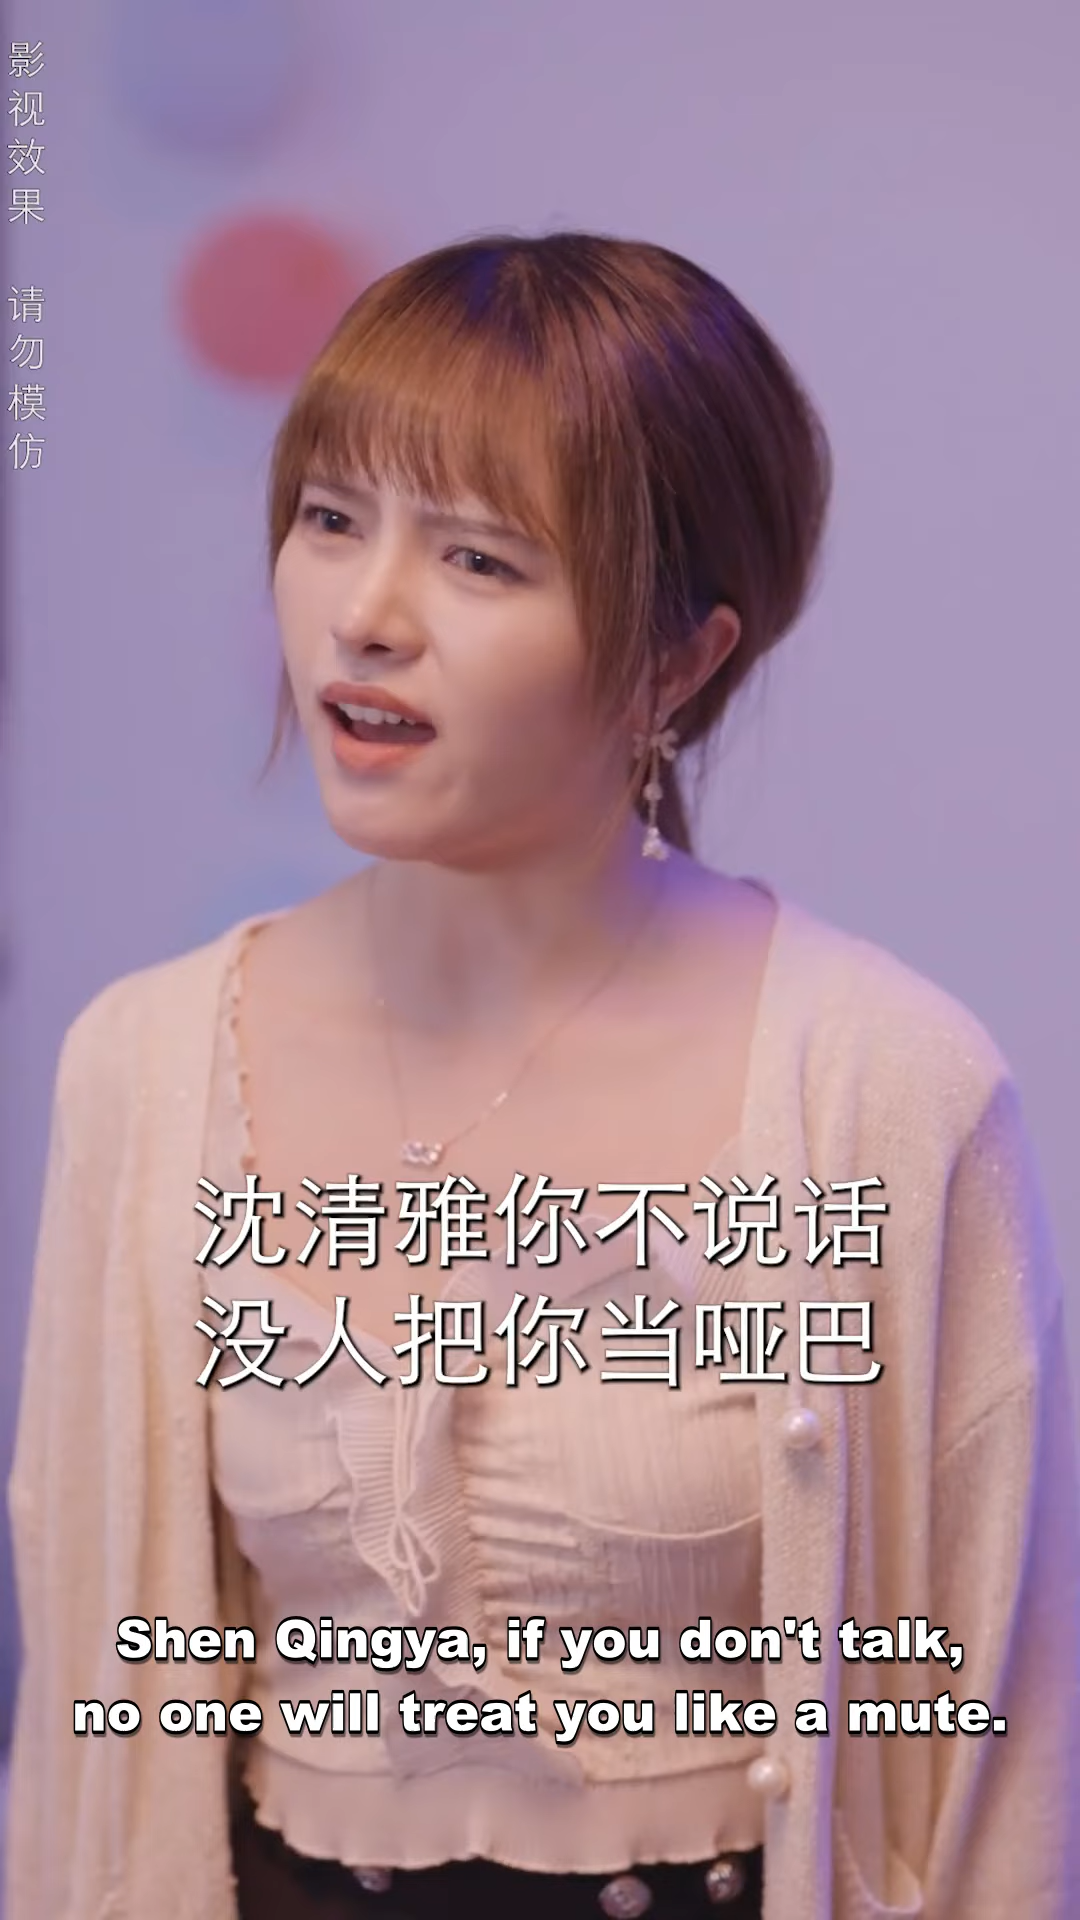 影视效果 请勿模仿
沈清雅你不说话
没人把你当哑巴
Shen Qingya, if you don't talk,
no one will treat you like a mute.